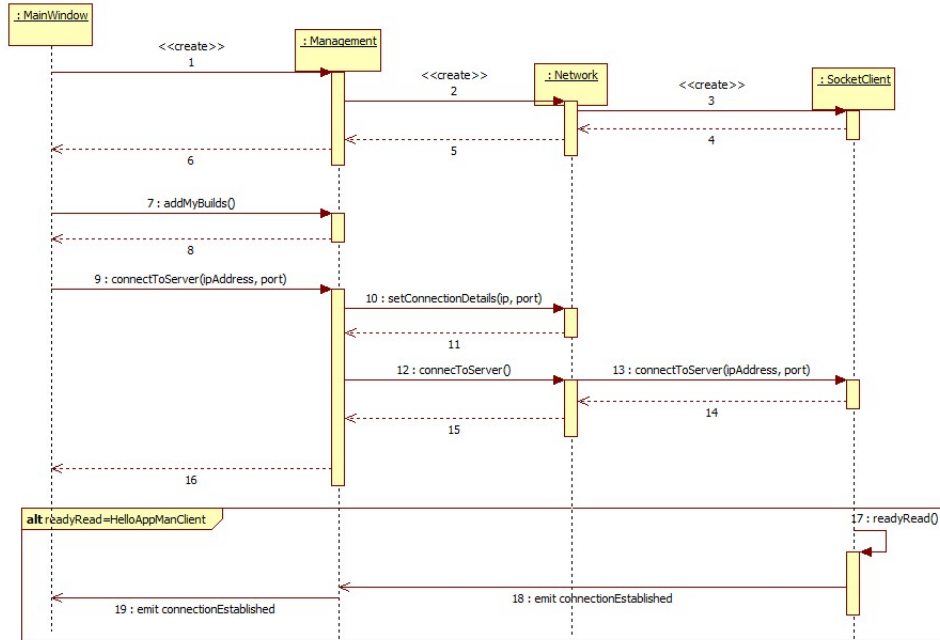 : MainWindow
: Management
: Network
: SocketClient
<<create>>
1
<<create>>
2
<<create>>
3
4
5
6
7 : addMyBuilds()
8
9 : connectToServer(ipAddress, port)
10 : setConnectionDetails(ip, port)
11
12 : connecToServer()
13 : connectToServer(ipAddress, port)
14
15
16
alt readyRead=HelloAppManClient
17 : readyRead()
18 : emit connectionEstablished
19 : emit connectionEstablished